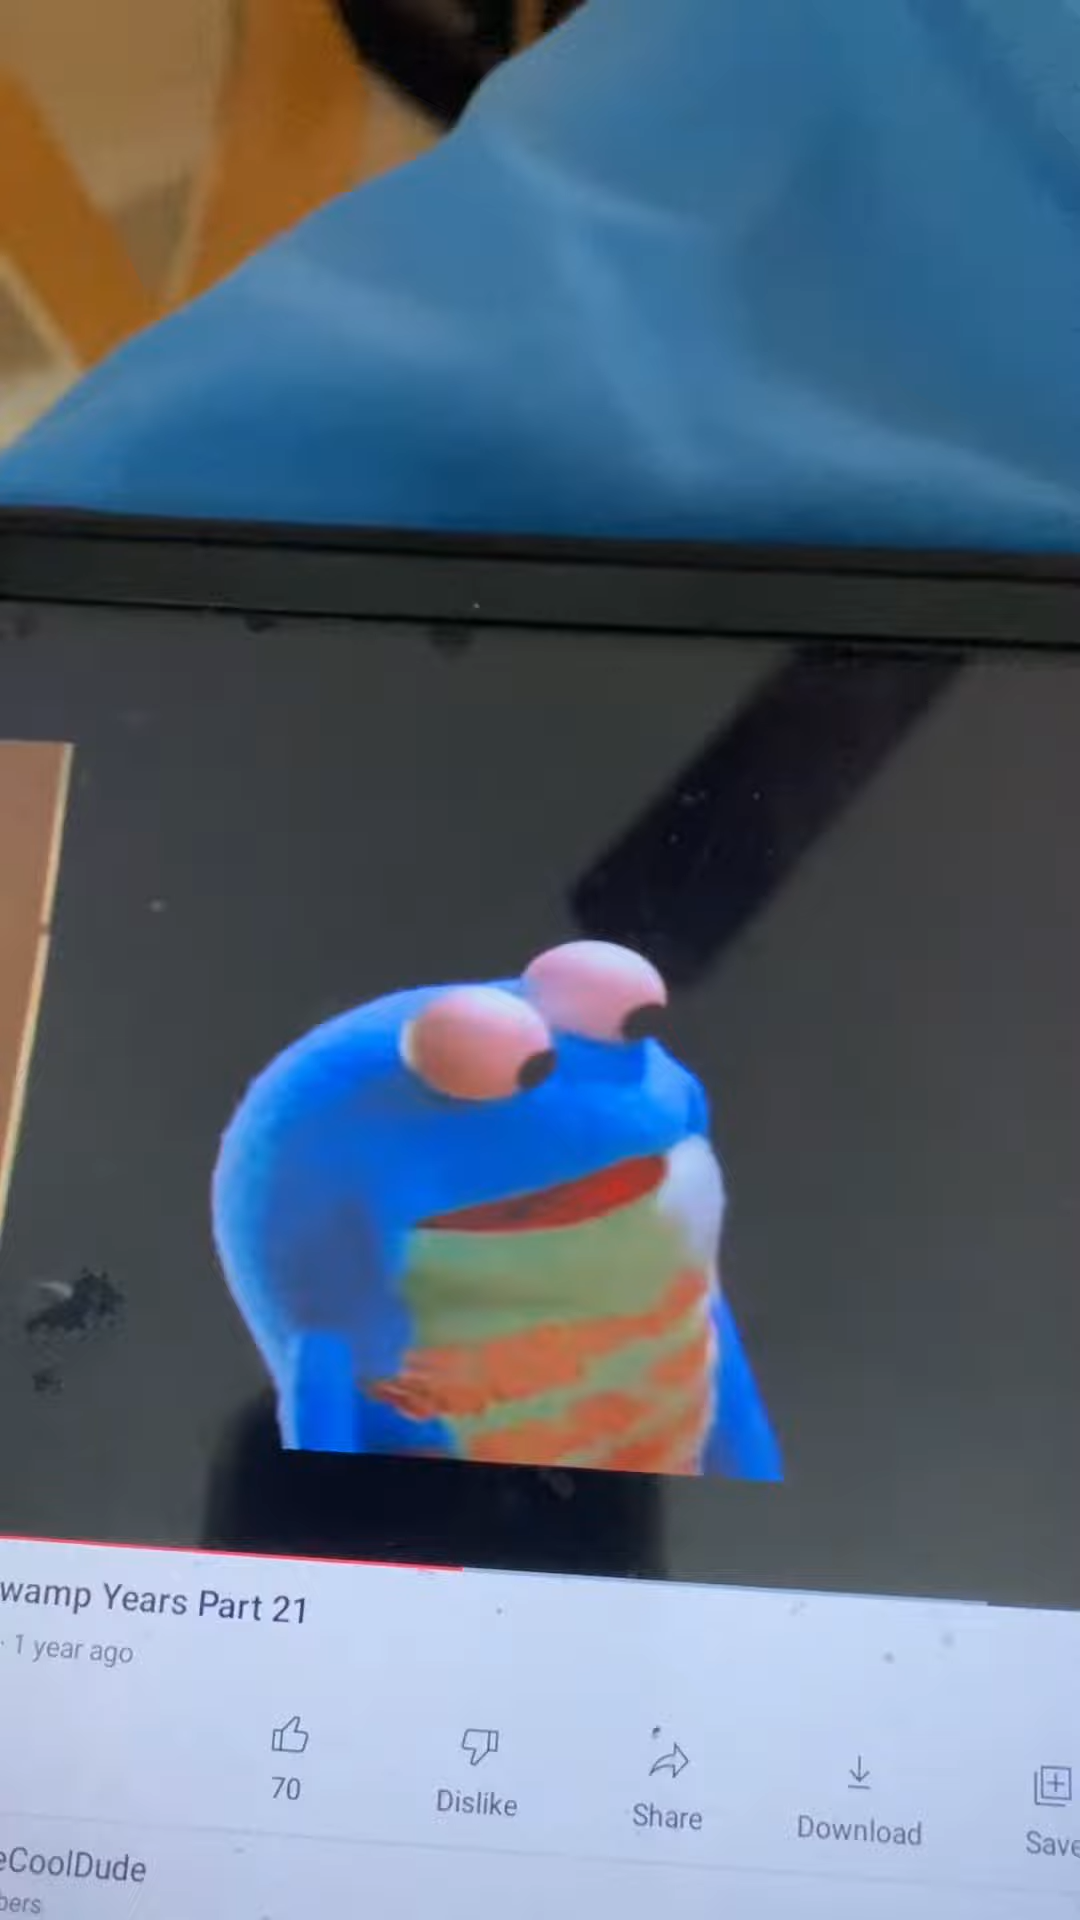 wamp Years Part 21
· 1 year ago
70
Dislike
Share
Download
Save
eCoolDude
bers